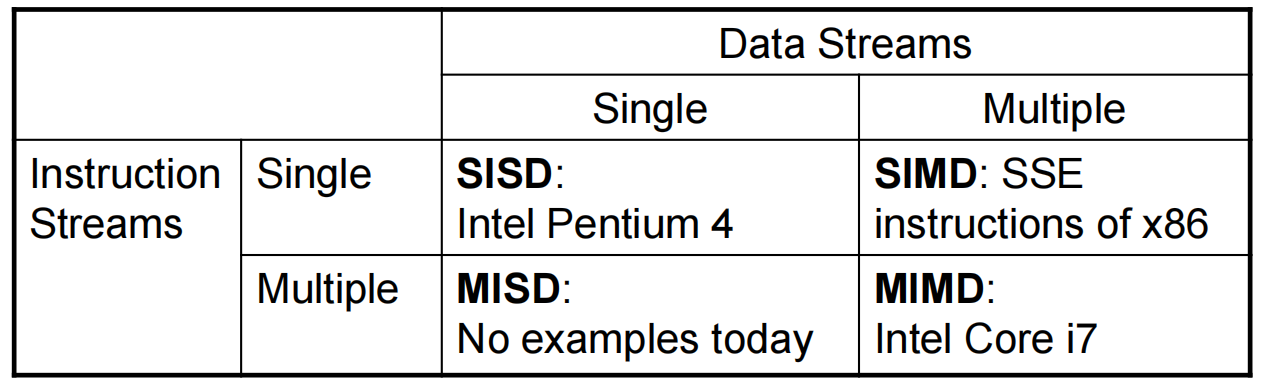 Data Streams
Single
Multiple
Instruction
Streams
Single
SISD:
Intel Pentium 4
SIMD: SSE
instructions of x86
Multiple
MISD:
No examples today
MIMD:
Intel Core i7